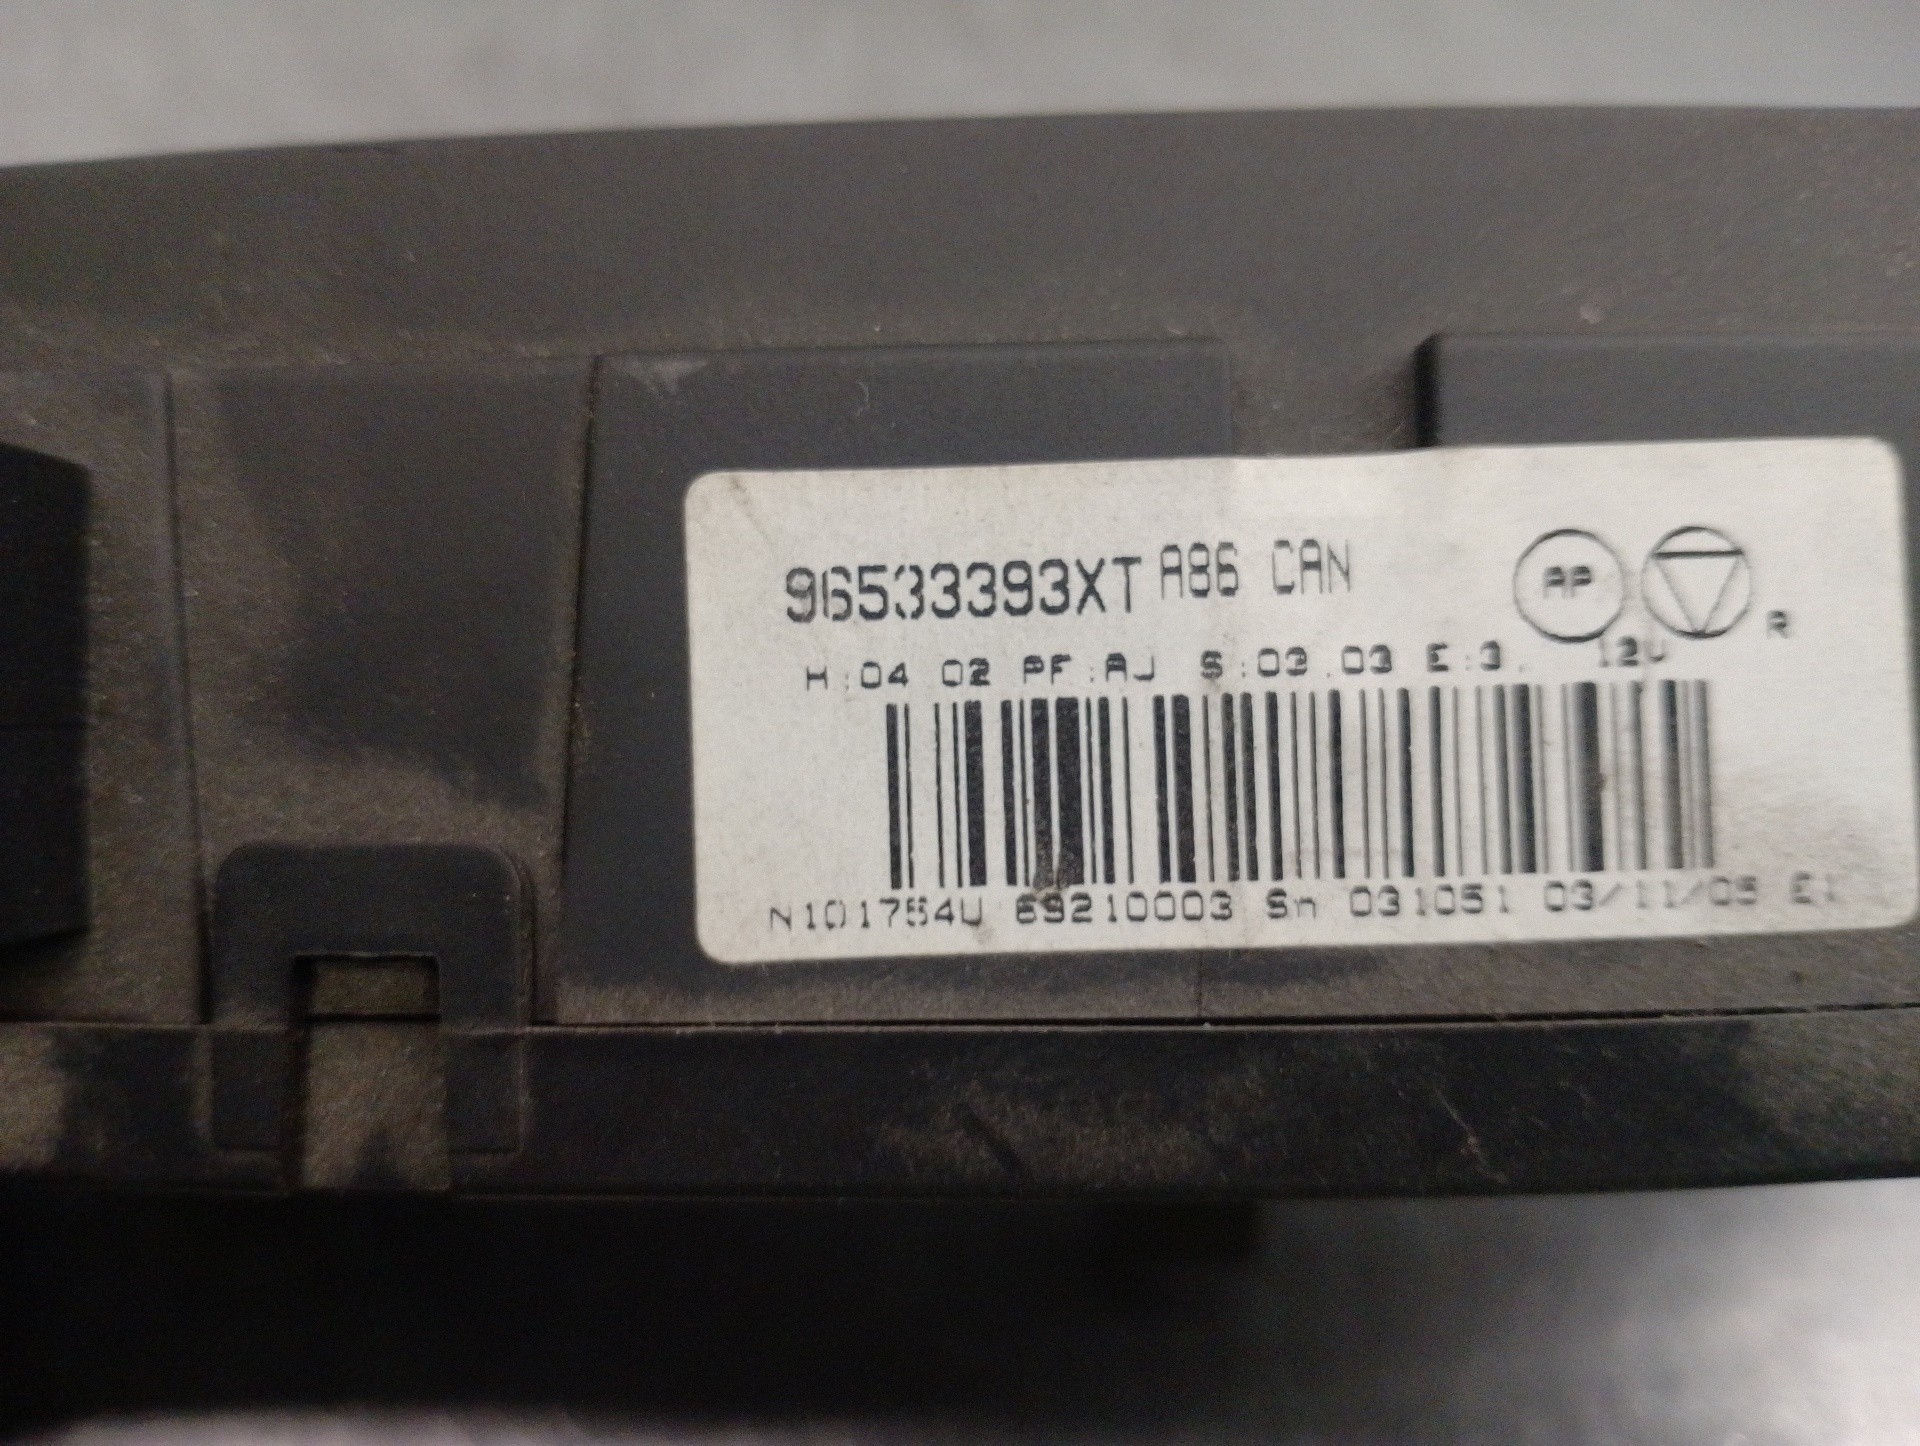 96533393XT A86 CAN AP
R
H:04 02 PF:AJ S:03.03 E:3. 12V
N101754U 69210003 Sn 031051 03/11/05